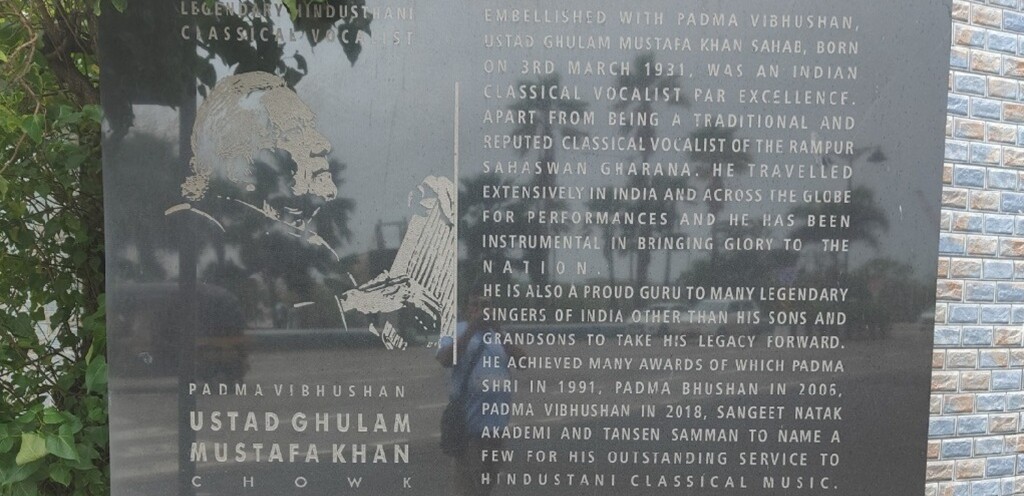 LEGENDARY HINDUSTHANI
CLASSICAL VOCALIST
PADMA VIBHUSHAN
USTAD GHULAM
MUSTAFA KHAN
CHOWK
EMBELLISHED WITH PADMA VIBHUSHAN,
USTAD GHULAM MUSTAFA KHAN SAHAB, BORN
ON 3RD MARCH 1931, WAS AN INDIAN
CLASSICAL VOCALIST PAR EXCELLENCE.
APART FROM BEING A TRADITIONAL AND
REPUTED CLASSICAL VOCALIST OF THE RAMPUR
SAHASWAN GHARANA. HE TRAVELLED
EXTENSIVELY IN INDIA AND ACROSS THE GLOBE
FOR PERFORMANCES AND HE HAS BEEN
INSTRUMENTAL IN BRINGING GLORY TO THE
NATION.
HE IS ALSO A PROUD GURU TO MANY LEGENDARY
SINGERS OF INDIA OTHER THAN HIS SONS AND
GRANDSONS TO TAKE HIS LEGACY FORWARD.
HE ACHIEVED MANY AWARDS OF WHICH PADMA
SHRI IN 1991, PADMA BHUSHAN IN 2006,
PADMA VIBHUSHAN IN 2018, SANGEET NATAK
AKADEMI AND TANSEN SAMMAN TO NAME A
FEW FOR HIS OUTSTANDING SERVICE TO
HINDUSTANI CLASSICAL MUSIC.